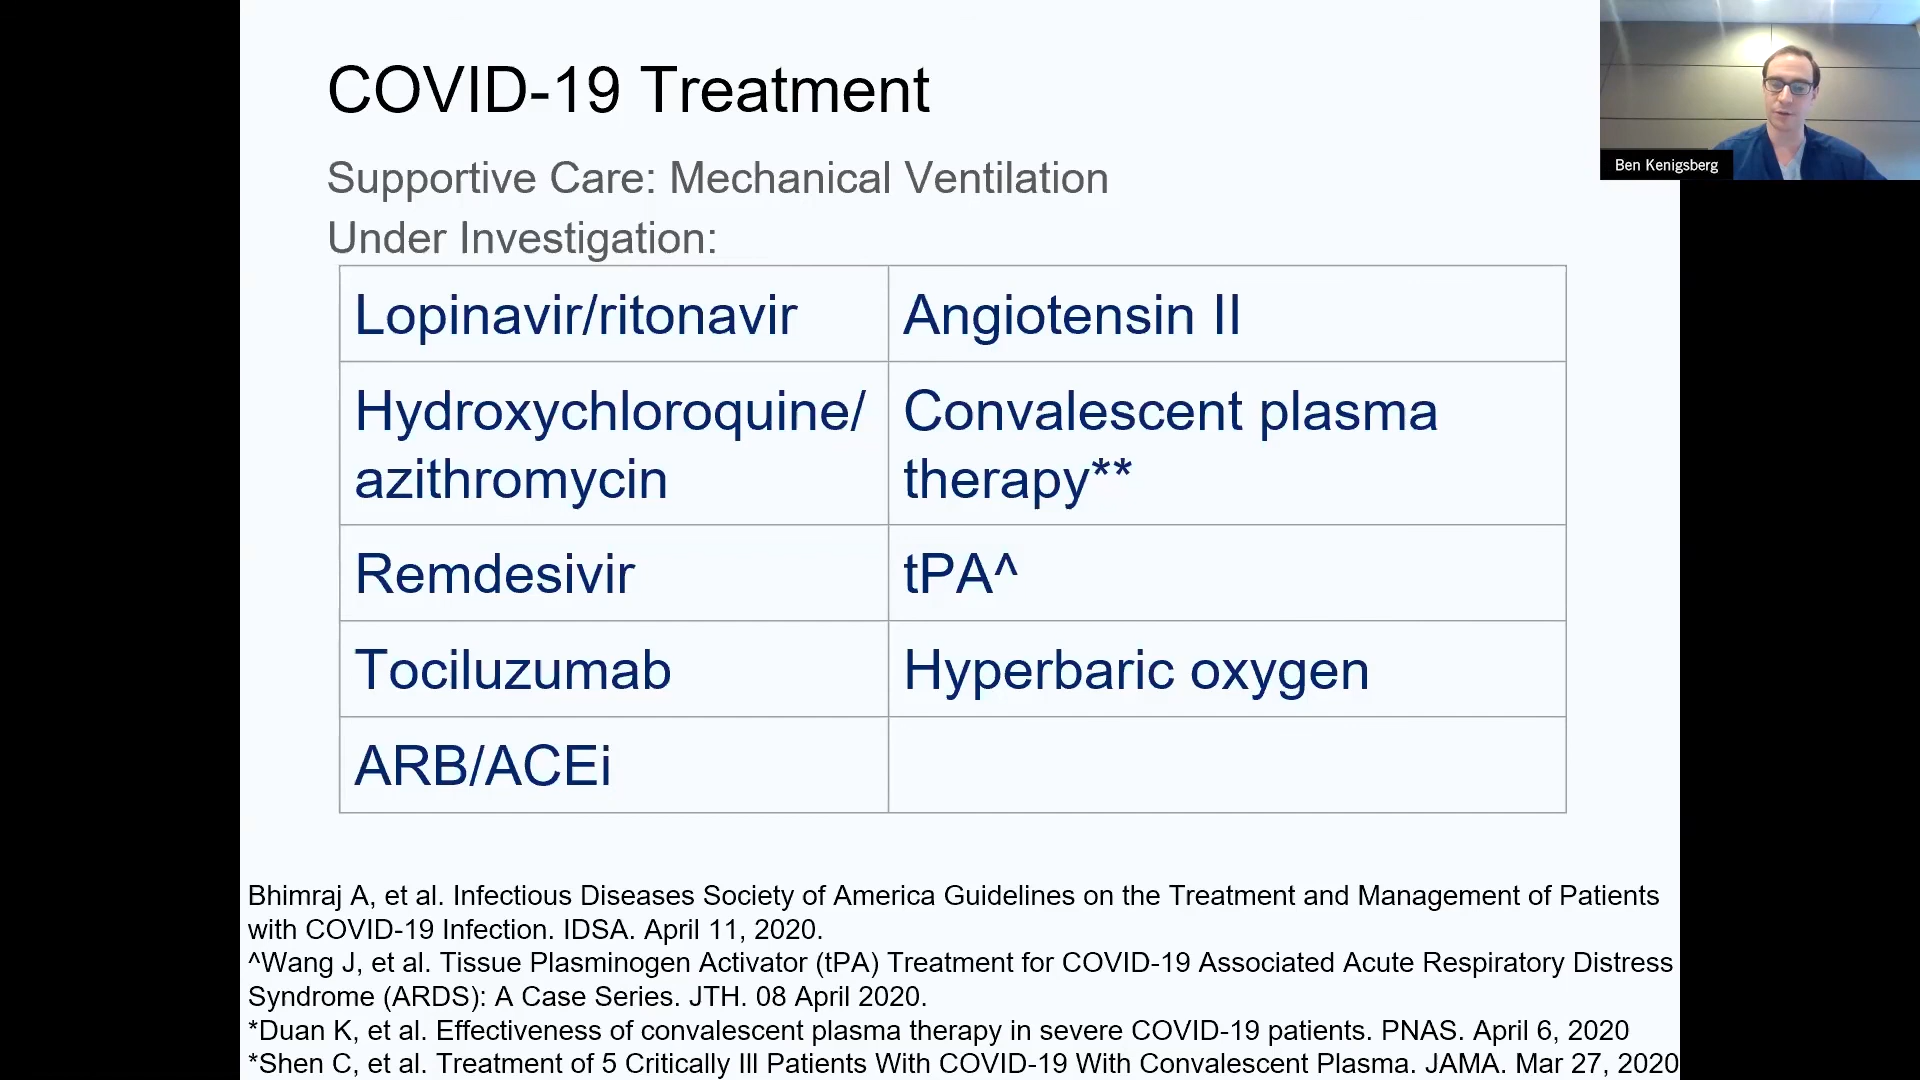 COVID-19 Treatment
Supportive Care: Mechanical Ventilation
Under Investigation:
Lopinavir/ritonavir
Angiotensin II
Hydroxychloroquine/
azithromycin
Convalescent plasma
therapy**
Remdesivir
tPA^
Tociluzumab
Hyperbaric oxygen
ARB/ACEi
Bhimraj A, et al. Infectious Diseases Society of America Guidelines on the Treatment and Management of Patients
with COVID-19 Infection. IDSA. April 11, 2020.
^Wang J, et al. Tissue Plasminogen Activator (tPA) Treatment for COVID-19 Associated Acute Respiratory Distress
Syndrome (ARDS): A Case Series. JTH. 08 April 2020.
*Duan K, et al. Effectiveness of convalescent plasma therapy in severe COVID-19 patients. PNAS. April 6, 2020
*Shen C, et al. Treatment of 5 Critically Ill Patients With COVID-19 With Convalescent Plasma. JAMA. Mar 27, 2020
Ben Kenigsberg